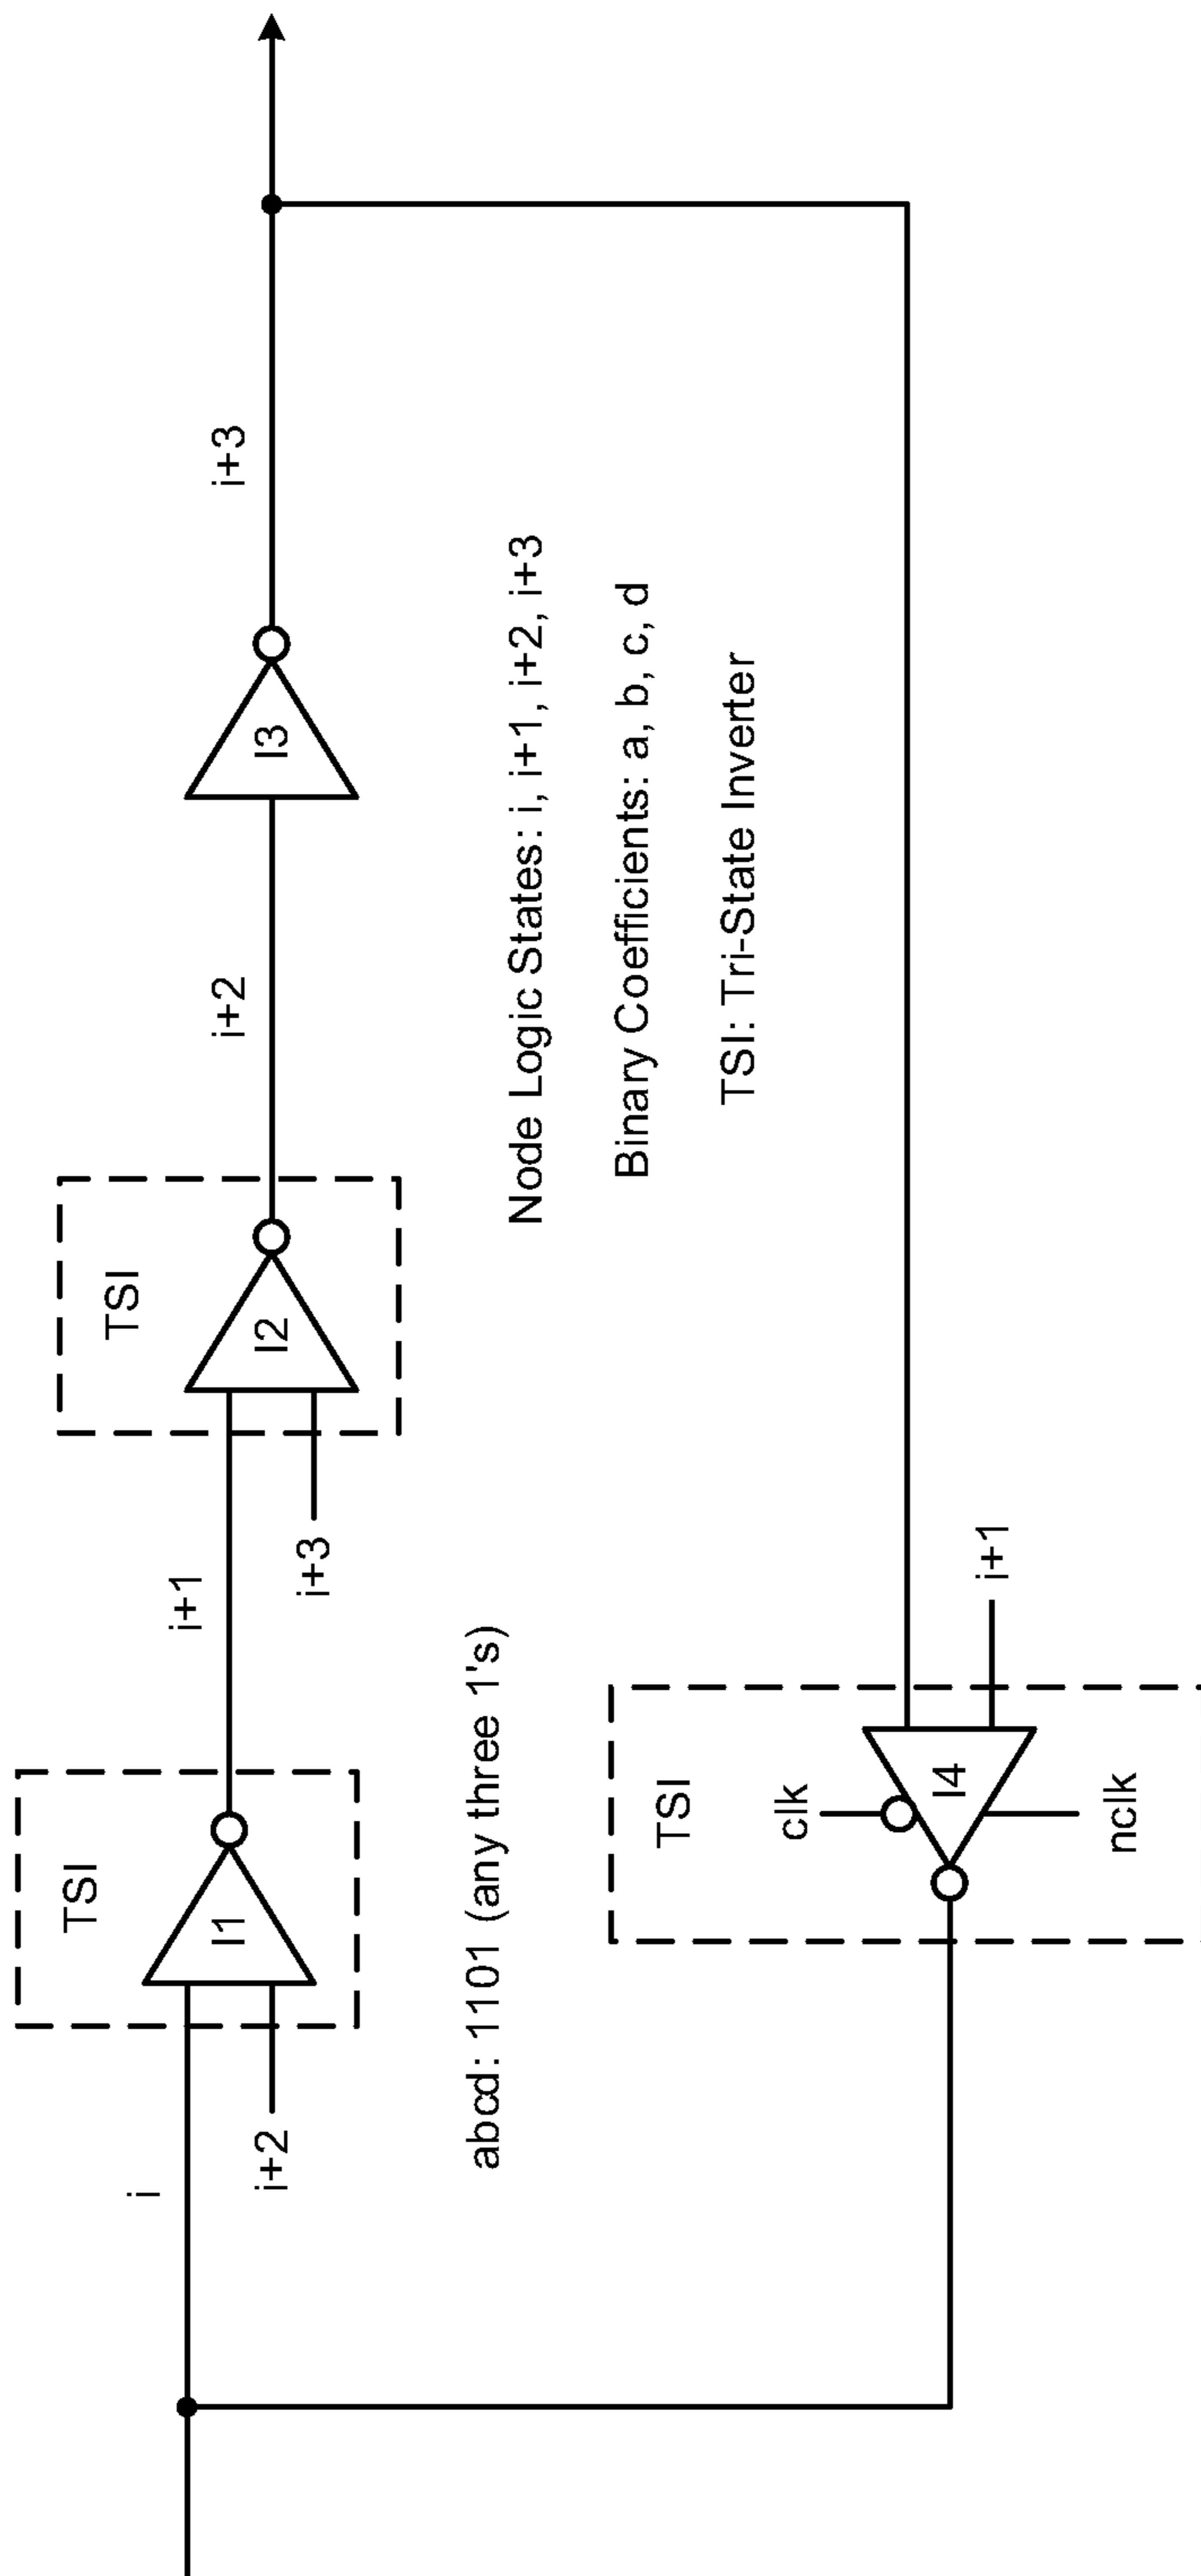 TSI
TSI
i
i+2
I1
i+1
i+3
I2
i+2
I3
i+3
abcd: 1101 (any three 1's)
Node Logic States: i, i+1, i+2, i+3
Binary Coefficients: a, b, c, d
TSI: Tri-State Inverter
TSI
clk
I4
i+1
nclk